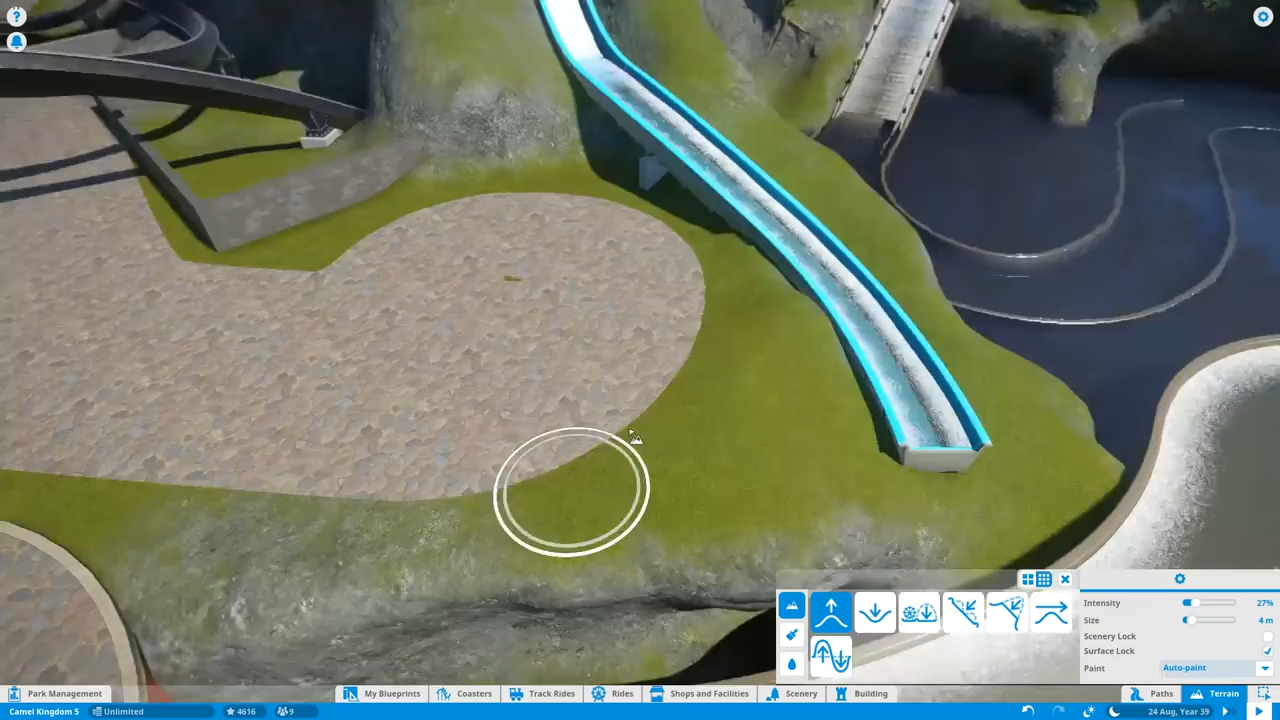 ?
Intensity 27%
Size 4 m
Scenery Lock
Surface Lock
Paint Auto-paint
Park Management My Blueprints Coasters Track Rides Rides Shops and Facilities Scenery Building Paths Terrain
Camel Kingdom 5 Unlimited 4616 9 24 Aug, Year 39